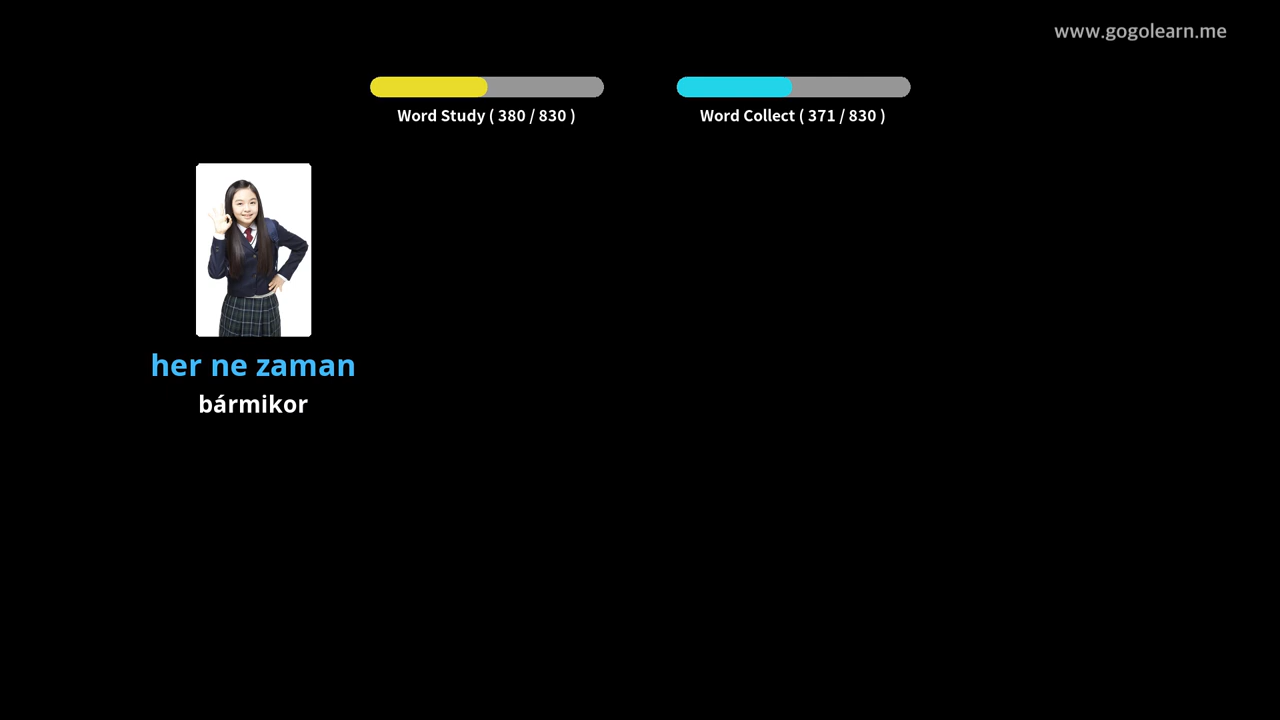 www.gogolearn.me
Word Study ( 380 / 830 )
Word Collect ( 371 / 830 )
her ne zaman
bármikor